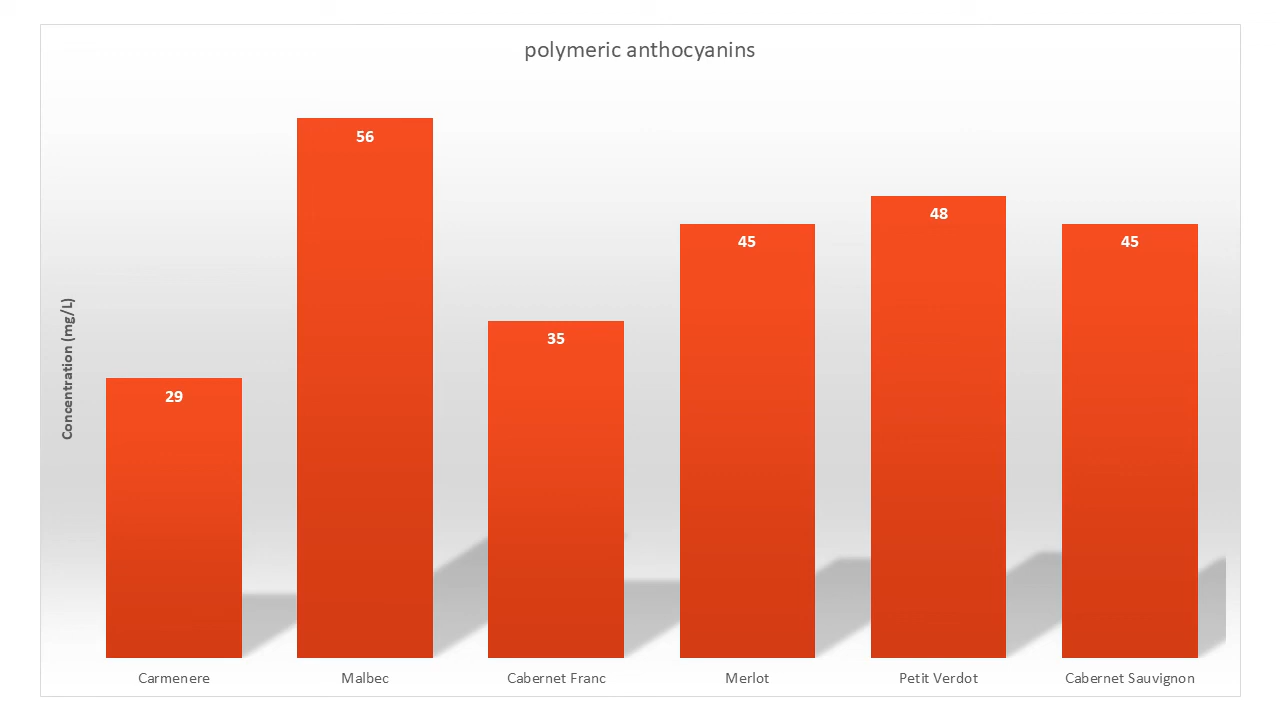 polymeric anthocyanins
56
48
45
45
35
29
Concentration (mg/L)
Carmenere
Malbec
Cabernet Franc
Merlot
Petit Verdot
Cabernet Sauvignon